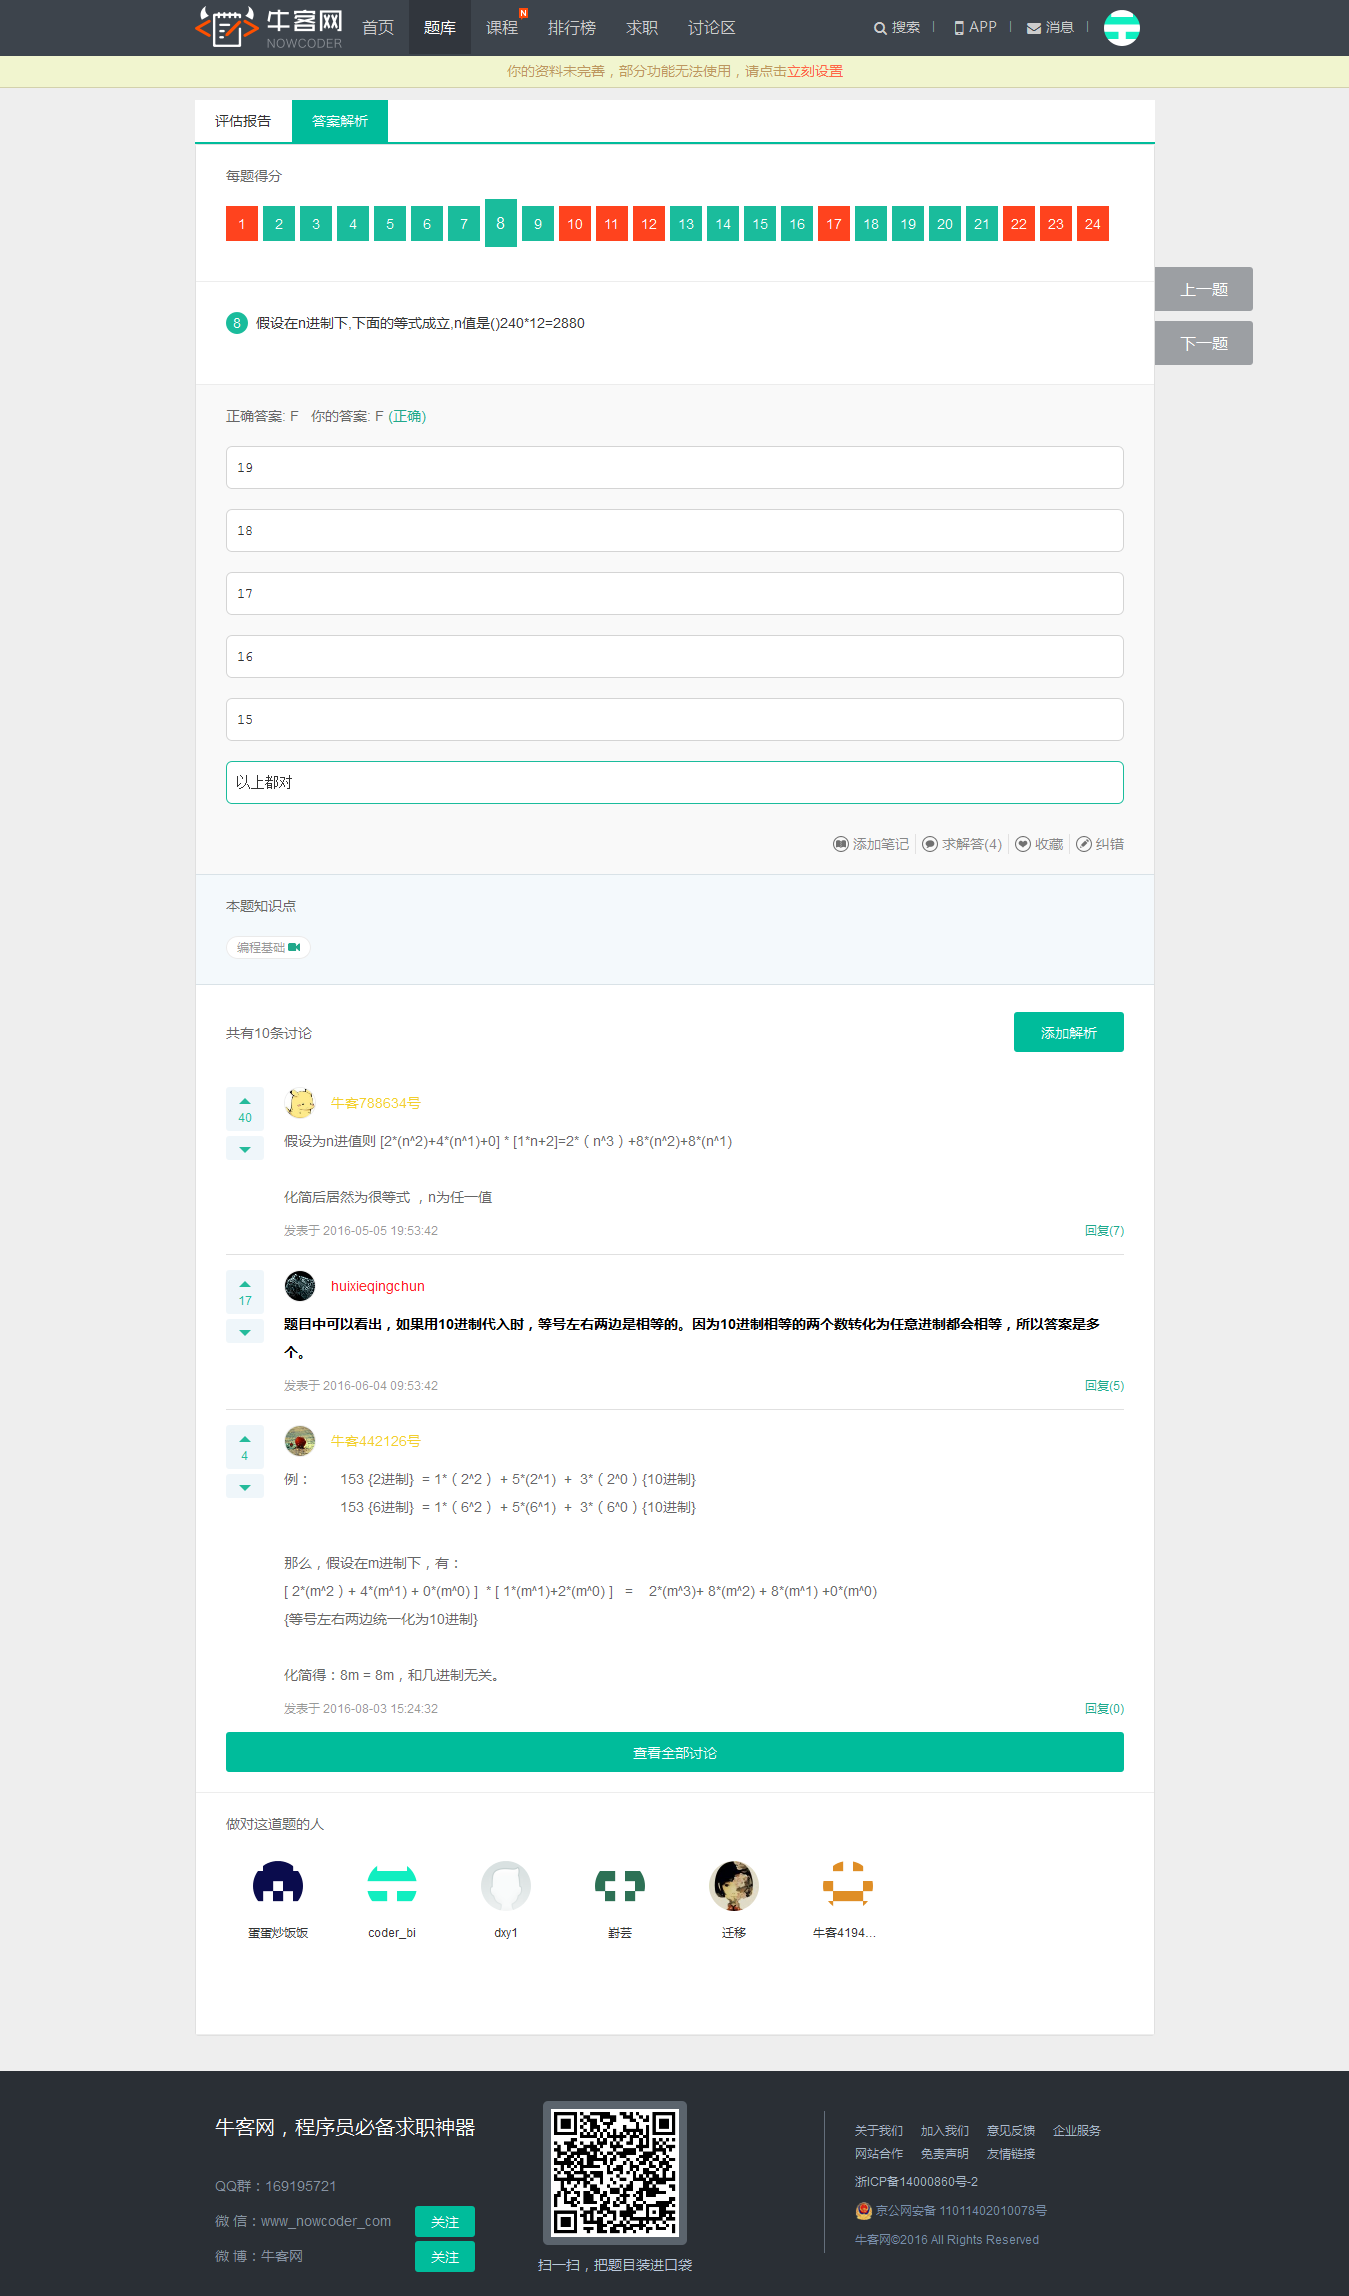 牛客网
NOWCODER
首页 题库 课程 N 排行榜 求职 讨论区 搜索 APP 消息
你的资料未完善，部分功能无法使用，请点击立刻设置
评估报告 答案解析
每题得分
1 2 3 4 5 6 7 8 9 10 11 12 13 14 15 16 17 18 19 20 21 22 23 24
上一题
8 假设在n进制下,下面的等式成立,n值是()240*12=2880
下一题
正确答案: F 你的答案: F (正确)
19
18
17
16
15
以上都对
添加笔记 求解答(4) 收藏 纠错
本题知识点
编程基础
共有10条讨论 添加解析
40
牛客788634号
假设为n进值则 [2*(n^2)+4*(n^1)+0] * [1*n+2]=2*（n^3）+8*(n^2)+8*(n^1)
化简后居然为很等式 ，n为任一值
发表于 2016-05-05 19:53:42 回复(7)
17
huixieqingchun
题目中可以看出，如果用10进制代入时，等号左右两边是相等的。因为10进制相等的两个数转化为任意进制都会相等，所以答案是多
个。
发表于 2016-06-04 09:53:42 回复(5)
4
牛客442126号
例： 153 {2进制} = 1*（2^2） + 5*(2^1) + 3*（2^0）{10进制}
153 {6进制} = 1*（6^2） + 5*(6^1) + 3*（6^0）{10进制}
那么，假设在m进制下，有：
[ 2*(m^2）+ 4*(m^1) + 0*(m^0) ] * [ 1*(m^1)+2*(m^0) ] = 2*(m^3)+ 8*(m^2) + 8*(m^1) +0*(m^0)
{等号左右两边统一化为10进制}
化简得：8m = 8m，和几进制无关。
发表于 2016-08-03 15:24:32 回复(0)
查看全部讨论
做对这道题的人
蛋蛋炒饭饭 coder_bi dxy1 崶芸 迁移 牛客4194...
牛客网，程序员必备求职神器
QQ群：169195721
微 信：www_nowcoder_com 关注
微 博：牛客网 关注
扫一扫，把题目装进口袋
关于我们 加入我们 意见反馈 企业服务
网站合作 免责声明 友情链接
浙ICP备14000860号-2
京公网安备 11011402010078号
牛客网©2016 All Rights Reserved